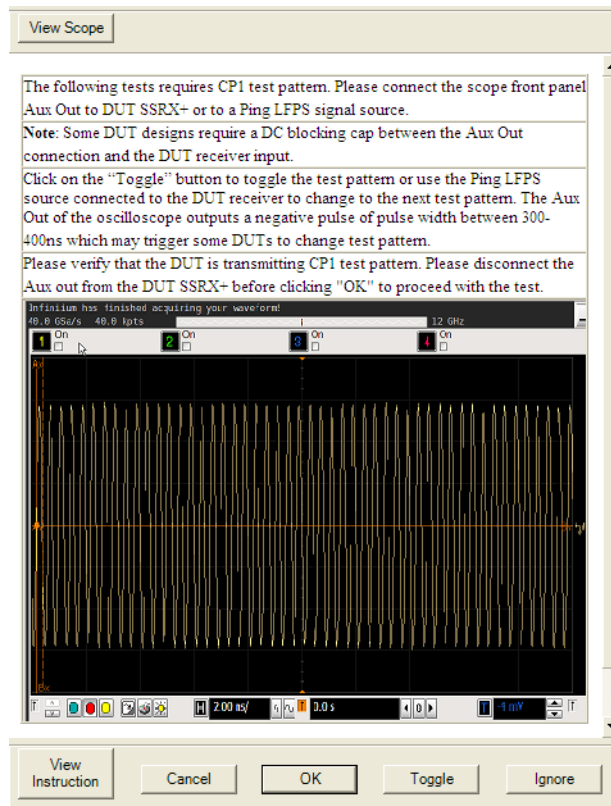 View Scope
The following tests requires CP1 test pattern. Please connect the scope front panel
Aux Out to DUT SSRX+ or to a Ping LFPS signal source.
Note: Some DUT designs require a DC blocking cap between the Aux Out
connection and the DUT receiver input.
Click on the “Toggle” button to toggle the test pattern or use the Ping LFPS
source connected to the DUT receiver to change to the next test pattern. The Aux
Out of the oscilloscope outputs a negative pulse of pulse width between 300-
400ns which may trigger some DUTs to change test pattern.
Please verify that the DUT is transmitting CP1 test pattern. Please disconnect the
Aux out from the DUT SSRX+ before clicking "OK" to proceed with the test.
Infiniium has finished acquiring your waveform!
40.0 GSa/s 40.0 kpts 12 GHz
1 On 2 On 3 On 4 On
Ay
Bx
H 2.00 ns/ T 0.0 s 0 T -4 mV
View Instruction Cancel OK Toggle Ignore